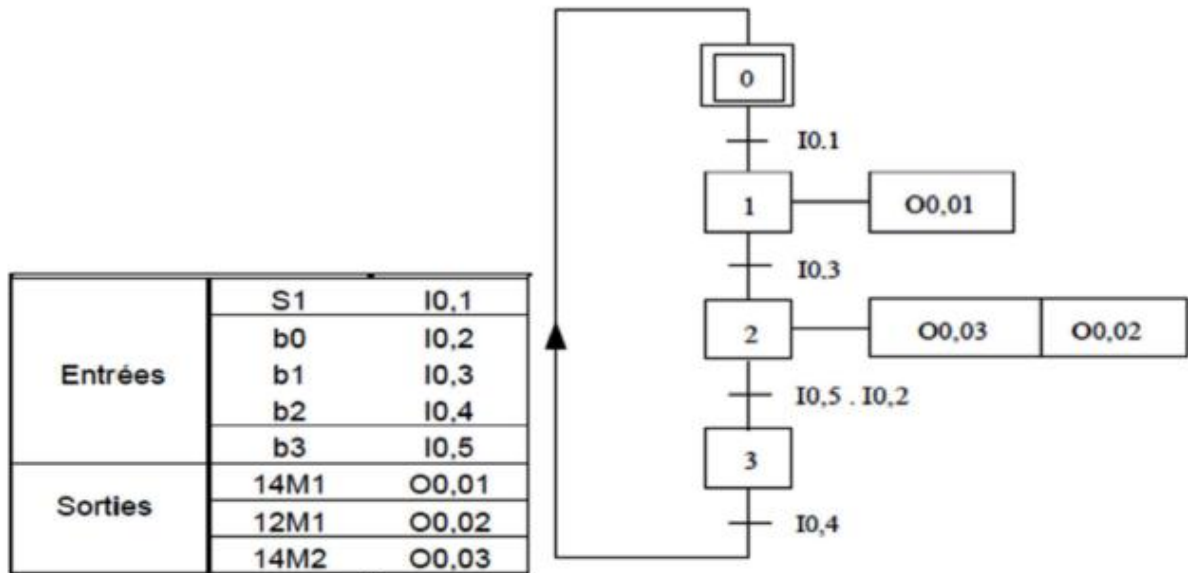 0
I0.1
1 O0,01
I0.3
2 O0,03 O0,02
I0,5 . I0,2
3
I0,4
Entrées
S1 I0,1
b0 I0,2
b1 I0,3
b2 I0,4
b3 I0,5
Sorties
14M1 O0,01
12M1 O0,02
14M2 O0,03